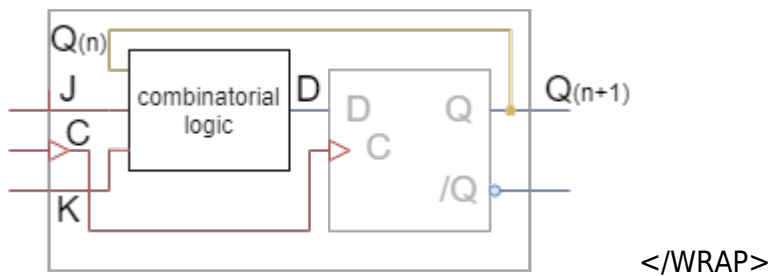 Q(n)
J
combinatorial
logic
D
D
Q
Q(n+1)
C
C
K
/Q
</WRAP>